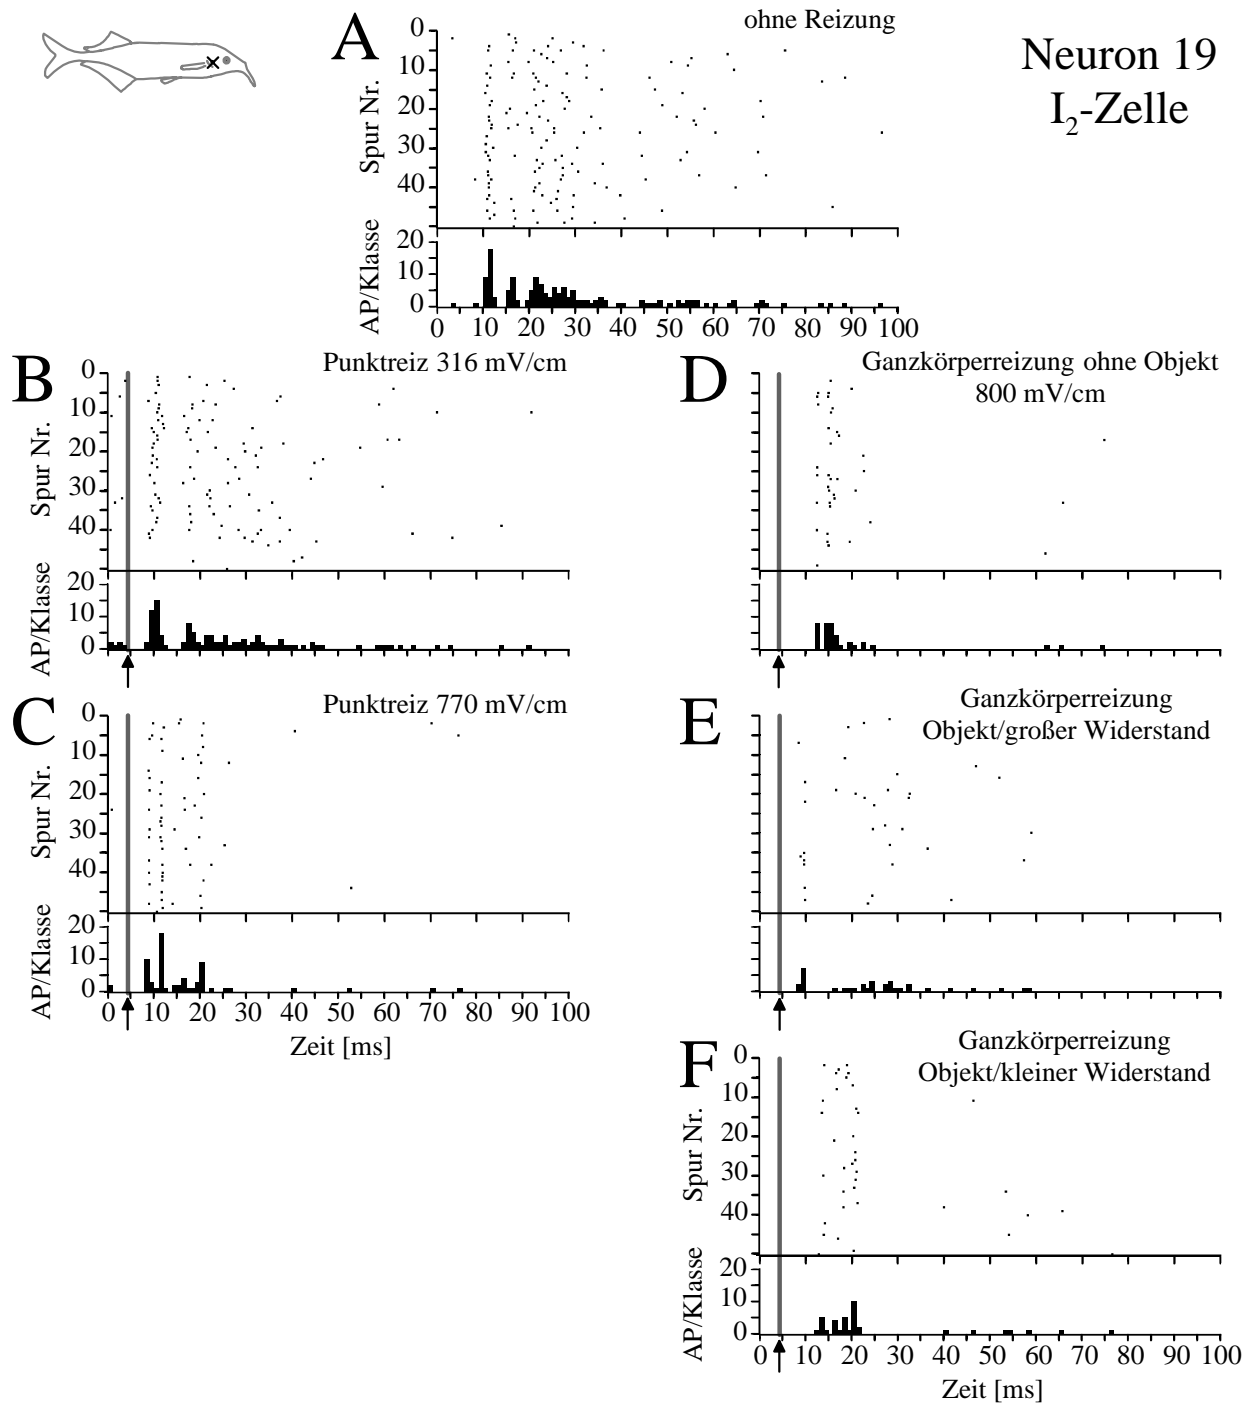 A
ohne Reizung
Neuron 19
I₂-Zelle
Spur Nr.
0
10
20
30
40
AP/Klasse
20
10
0
0 10 20 30 40 50 60 70 80 90 100
B
Punktreiz 316 mV/cm
Spur Nr.
0
10
20
30
40
AP/Klasse
20
10
0
D
Ganzkörperreizung ohne Objekt
800 mV/cm
C
Punktreiz 770 mV/cm
Spur Nr.
0
10
20
30
40
AP/Klasse
20
10
0
0 10 20 30 40 50 60 70 80 90 100
Zeit [ms]
E
Ganzkörperreizung
Objekt/großer Widerstand
F
Ganzkörperreizung
Objekt/kleiner Widerstand
Spur Nr.
0
10
20
30
40
AP/Klasse
20
10
0
0 10 20 30 40 50 60 70 80 90 100
Zeit [ms]